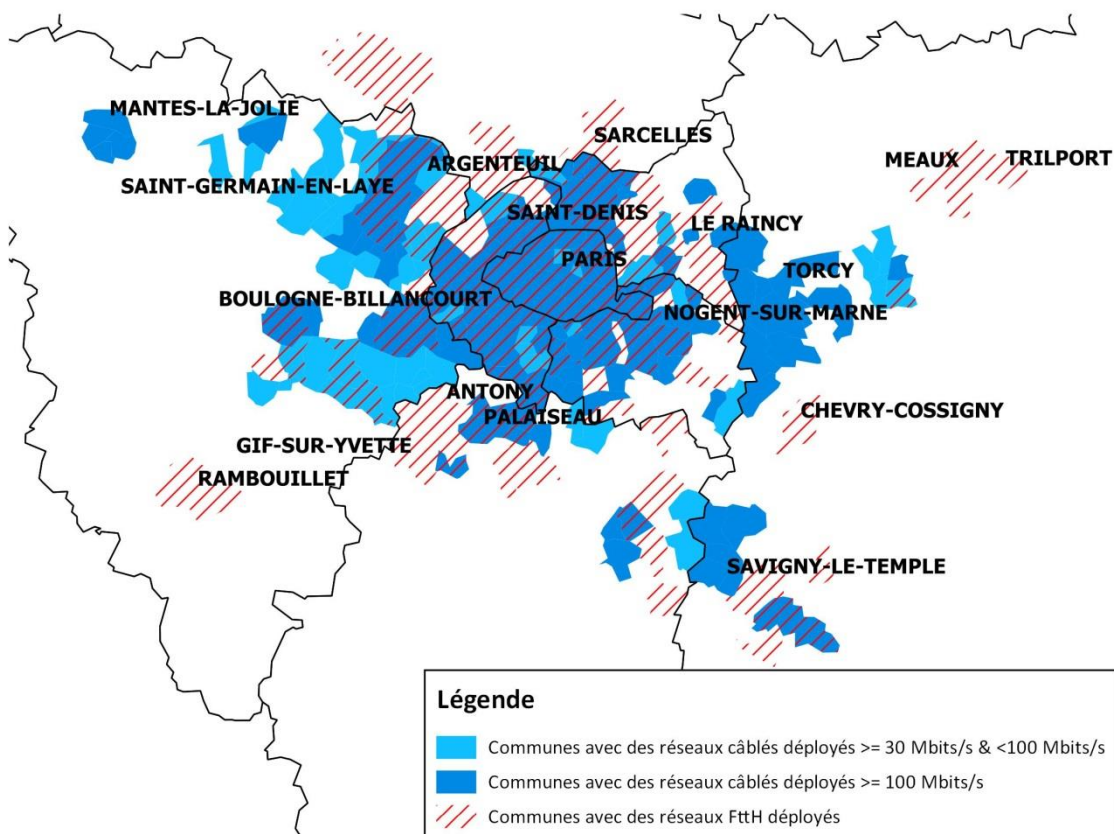 MANTES-LA-JOLIE
SARCELLES
ARGENTEUIL
MEAUX
TRILPORT
SAINT-GERMAIN-EN-LAYE
SAINT-DENIS
LE RAINCY
PARIS
TORCY
BOULOGNE-BILLANCOURT
NOGENT-SUR-MARNE
ANTONY
CHEVRY-COSSIGNY
PALAISEAU
GIF-SUR-YVETTE
RAMBOUILLET
SAVIGNY-LE-TEMPLE
Légende
Communes avec des réseaux câblés déployés >= 30 Mbits/s & <100 Mbits/s
Communes avec des réseaux câblés déployés >= 100 Mbits/s
Communes avec des réseaux FttH déployés